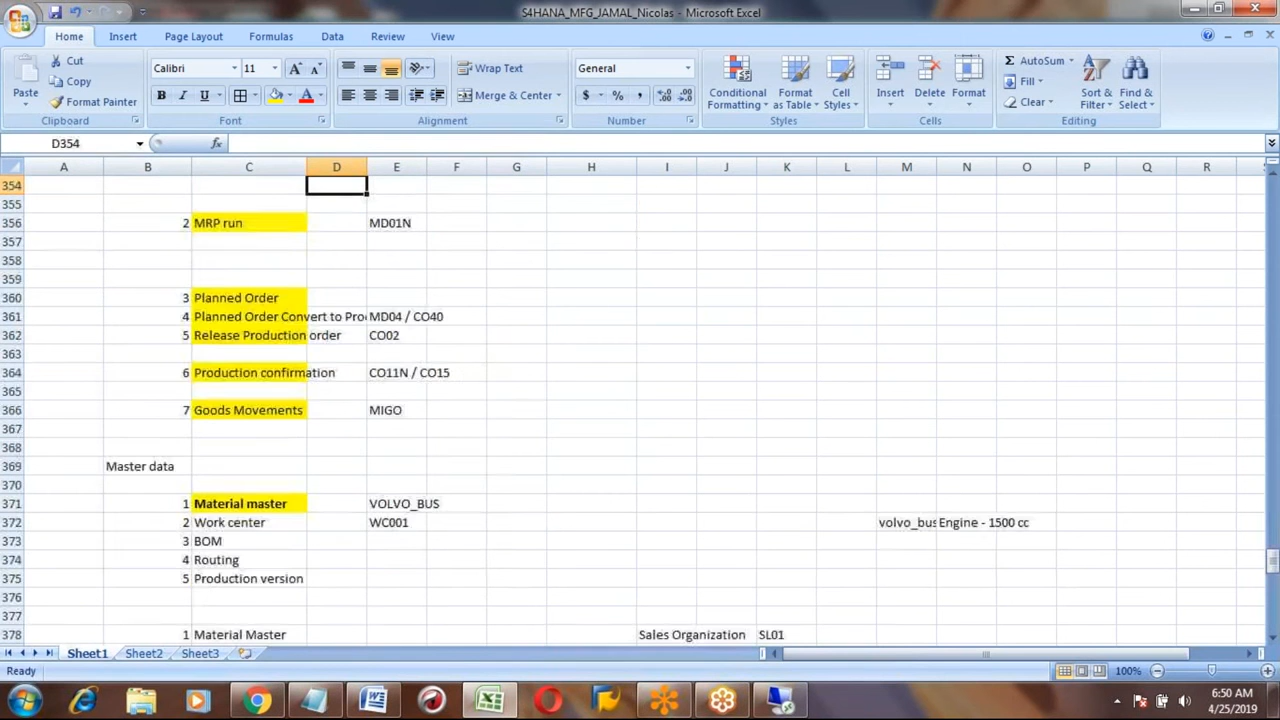 S4HANA_MFG_JAMAL_Nicolas - Microsoft Excel
Home Insert Page Layout Formulas Data Review View
Paste
Cut
Copy
Format Painter
Clipboard
Calibri 11
B I U
Font
Wrap Text
Merge & Center
Alignment
General
$ % ,
Number
Conditional Formatting
Format as Table
Cell Styles
Styles
Insert Delete Format
Cells
Σ AutoSum
Fill
Clear
Sort & Filter
Find & Select
Editing
D354 fx
A B C D E F G H I J K L M N O P Q R
354
355
356 2 MRP run MD01N
357
358
359
360 3 Planned Order
361 4 Planned Order Convert to Pro MD04 / CO40
362 5 Release Production order CO02
363
364 6 Production confirmation CO11N / CO15
365
366 7 Goods Movements MIGO
367
368
369 Master data
370
371 1 Material master VOLVO_BUS
372 2 Work center WC001 volvo_bus Engine - 1500 cc
373 3 BOM
374 4 Routing
375 5 Production version
376
377
378 1 Material Master Sales Organization SL01
Sheet1 Sheet2 Sheet3
Ready 100%
6:50 AM
4/25/2019